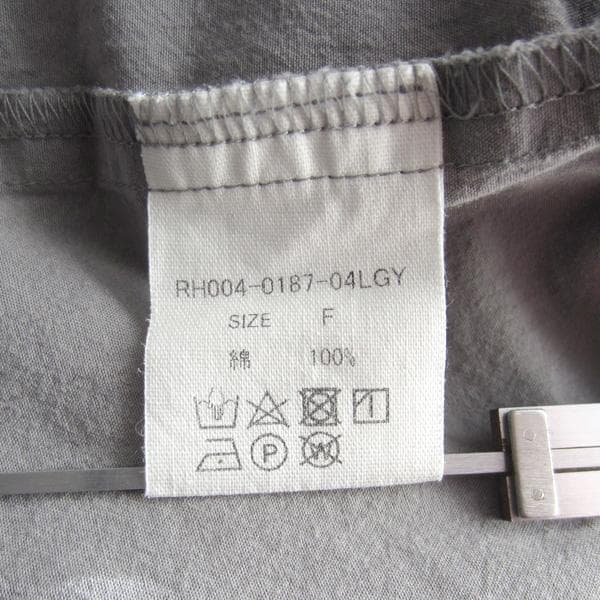 RH004-0187-04LGY
SIZE F
綿 100%
P W